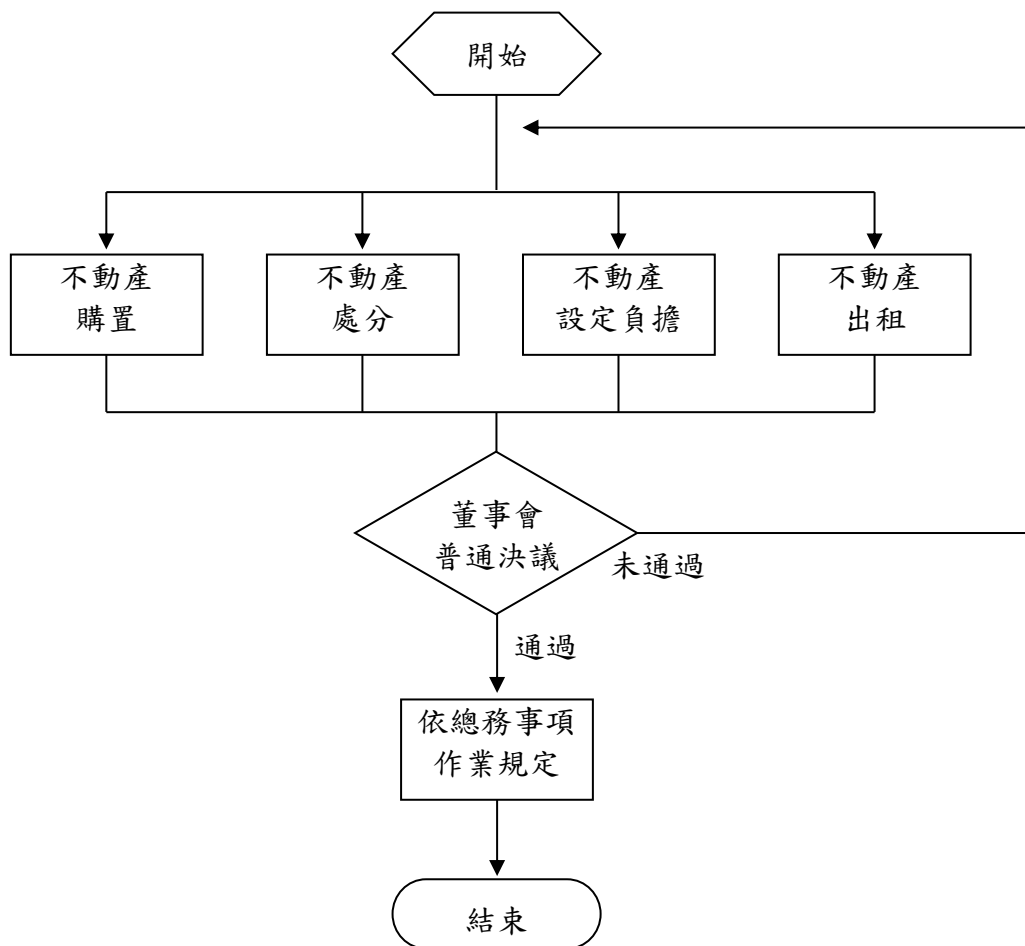 開始
不動產
購置
不動產
處分
不動產
設定負擔
不動產
出租
董事會
普通決議
未通過
通過
依總務事項
作業規定
結束